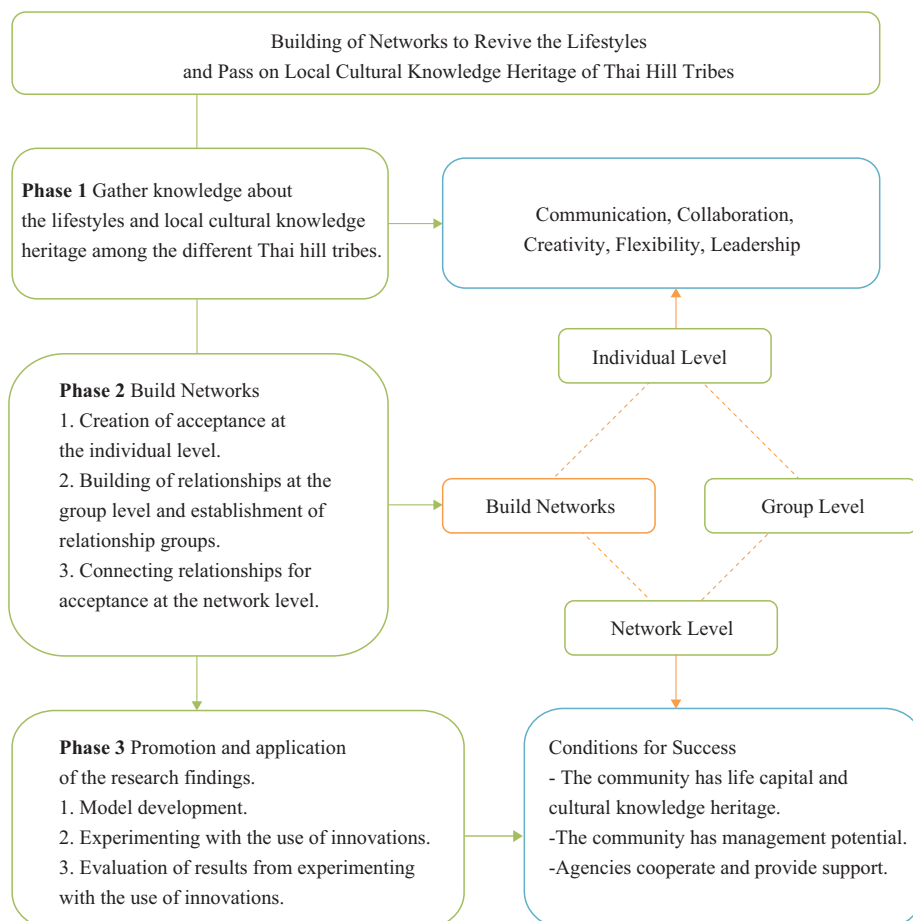 Building of Networks to Revive the Lifestyles
and Pass on Local Cultural Knowledge Heritage of Thai Hill Tribes
Phase 1 Gather knowledge about
the lifestyles and local cultural knowledge
heritage among the different Thai hill tribes.
Communication, Collaboration,
Creativity, Flexibility, Leadership
Individual Level
Phase 2 Build Networks
1. Creation of acceptance at
the individual level.
2. Building of relationships at the
group level and establishment of
relationship groups.
3. Connecting relationships for
acceptance at the network level.
Build Networks
Group Level
Network Level
Phase 3 Promotion and application
of the research findings.
1. Model development.
2. Experimenting with the use of innovations.
3. Evaluation of results from experimenting
with the use of innovations.
Conditions for Success
- The community has life capital and
cultural knowledge heritage.
-The community has management potential.
-Agencies cooperate and provide support.